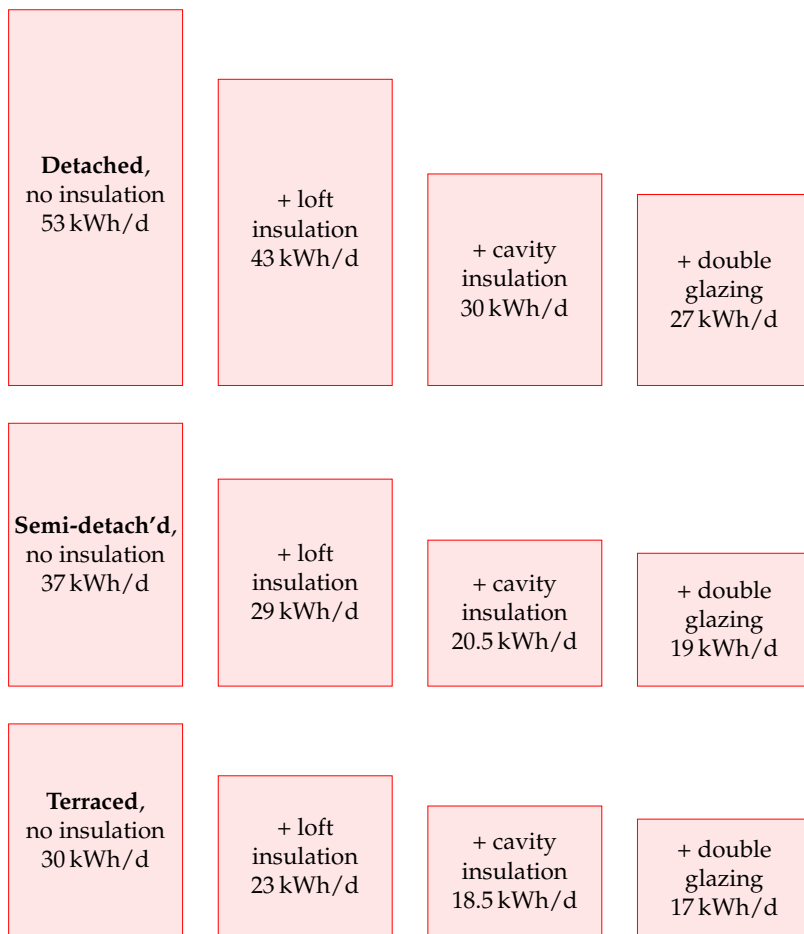 Detached,
no insulation
53 kWh/d
+ loft
insulation
43 kWh/d
+ cavity
insulation
30 kWh/d
+ double
glazing
27 kWh/d
Semi-detach'd,
no insulation
37 kWh/d
+ loft
insulation
29 kWh/d
+ cavity
insulation
20.5 kWh/d
+ double
glazing
19 kWh/d
Terraced,
no insulation
30 kWh/d
+ loft
insulation
23 kWh/d
+ cavity
insulation
18.5 kWh/d
+ double
glazing
17 kWh/d